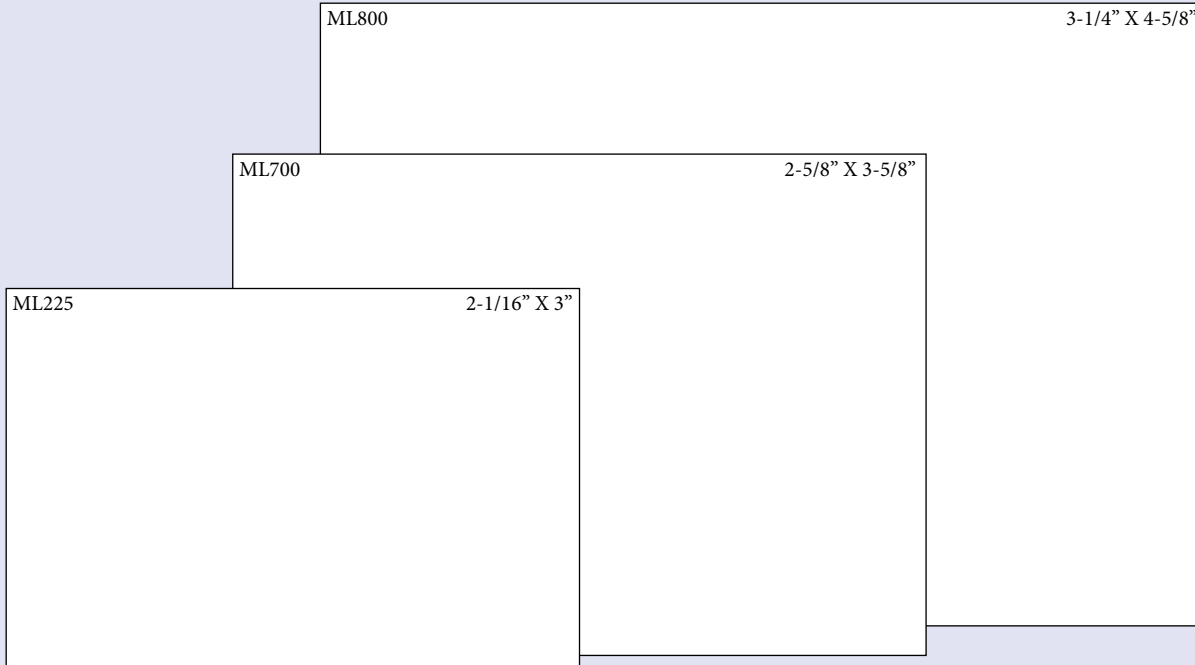 ML800 3-1/4” X 4-5/8”
ML700 2-5/8” X 3-5/8”
ML225 2-1/16” X 3”